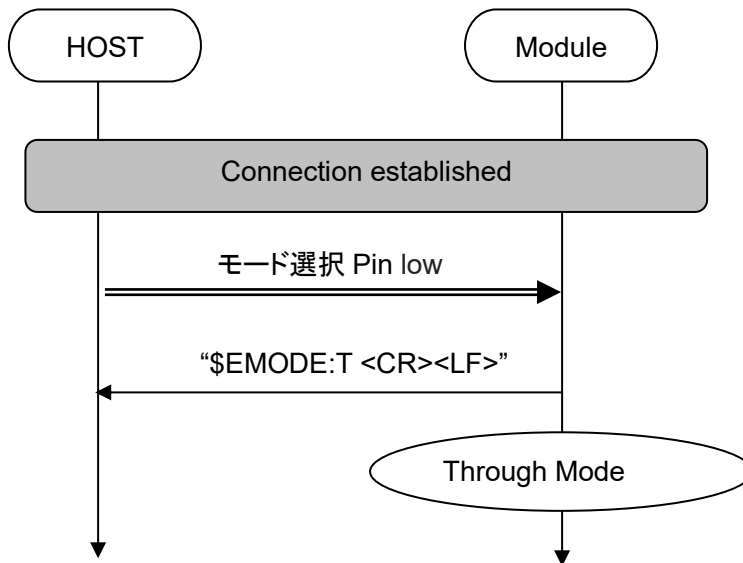 HOST
Module
Connection established
モード選択 Pin low
“$EMODE:T <CR><LF>”
Through Mode